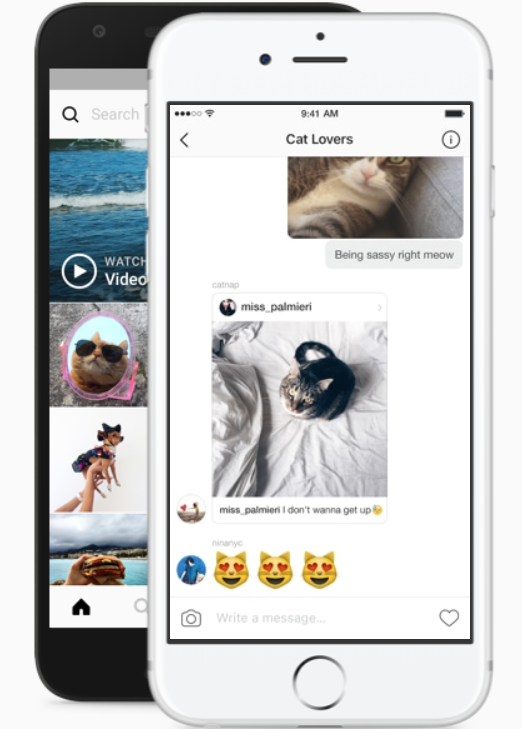 Search
WATCH
Video
9:41 AM
Cat Lovers
Being sassy right meow
catnap
miss_palmieri
miss_palmieri I don't wanna get up
ninanyc
Write a message...